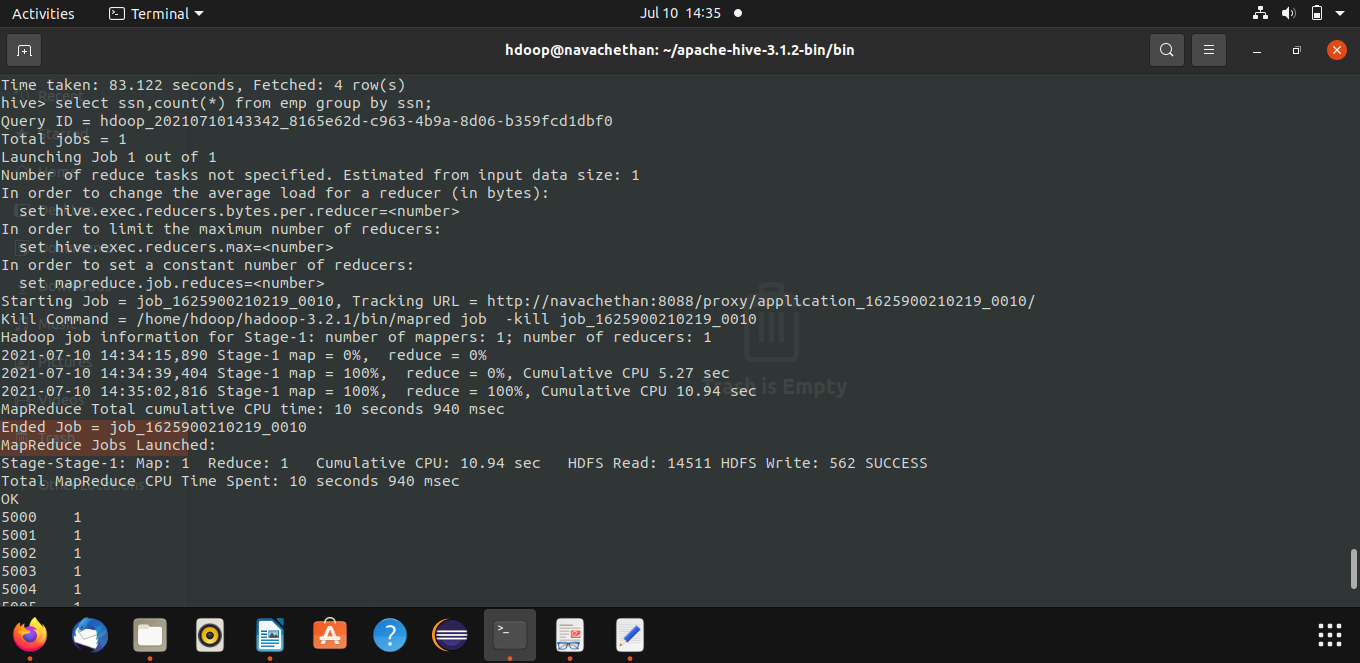 Activities
Terminal
Jul 10 14:35
hdoop@navachethan: ~/apache-hive-3.1.2-bin/bin
Time taken: 83.122 seconds, Fetched: 4 row(s)
hive> select ssn,count(*) from emp group by ssn;
Query ID = hdoop_20210710143342_8165e62d-c963-4b9a-8d06-b359fcd1dbf0
Total jobs = 1
Launching Job 1 out of 1
Number of reduce tasks not specified. Estimated from input data size: 1
In order to change the average load for a reducer (in bytes):
  set hive.exec.reducers.bytes.per.reducer=<number>
In order to limit the maximum number of reducers:
  set hive.exec.reducers.max=<number>
In order to set a constant number of reducers:
  set mapreduce.job.reduces=<number>
Starting Job = job_1625900210219_0010, Tracking URL = http://navachethan:8088/proxy/application_1625900210219_0010/
Kill Command = /home/hdoop/hadoop-3.2.1/bin/mapred job  -kill job_1625900210219_0010
Hadoop job information for Stage-1: number of mappers: 1; number of reducers: 1
2021-07-10 14:34:15,890 Stage-1 map = 0%,  reduce = 0%
2021-07-10 14:34:39,404 Stage-1 map = 100%,  reduce = 0%, Cumulative CPU 5.27 sec
2021-07-10 14:35:02,816 Stage-1 map = 100%,  reduce = 100%, Cumulative CPU 10.94 sec
MapReduce Total cumulative CPU time: 10 seconds 940 msec
Ended Job = job_1625900210219_0010
MapReduce Jobs Launched:
Stage-Stage-1: Map: 1  Reduce: 1   Cumulative CPU: 10.94 sec   HDFS Read: 14511 HDFS Write: 562 SUCCESS
Total MapReduce CPU Time Spent: 10 seconds 940 msec
OK
5000    1
5001    1
5002    1
5003    1
5004    1
5005    1
Trash is Empty